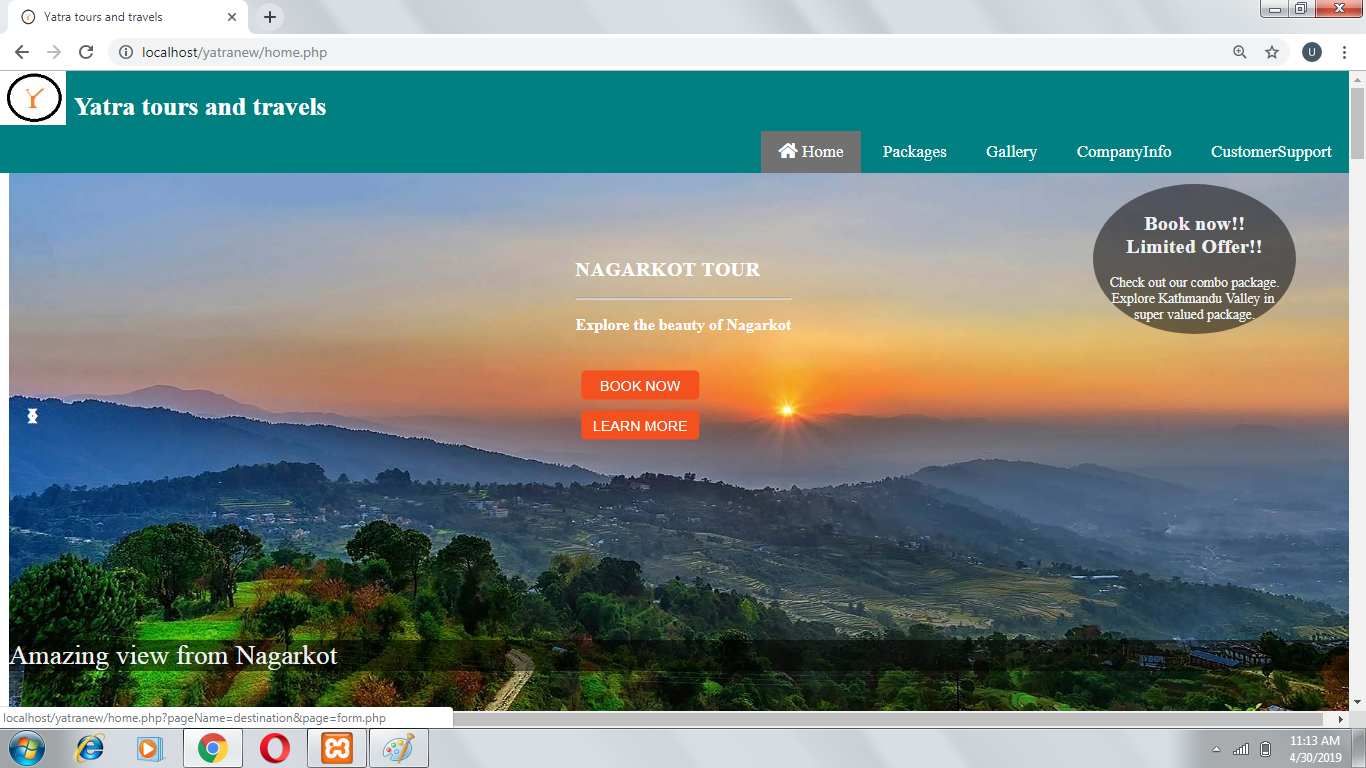 Yatra tours and travels
localhost/yatranew/home.php
U
Y
Yatra tours and travels
Home Packages Gallery CompanyInfo CustomerSupport
Book now!!
Limited Offer!!
Check out our combo package.
Explore Kathmandu Valley in
super valued package.
NAGARKOT TOUR
Explore the beauty of Nagarkot
BOOK NOW
LEARN MORE
Amazing view from Nagarkot
localhost/yatranew/home.php?pageName=destination&page=form.php
11:13 AM
4/30/2019